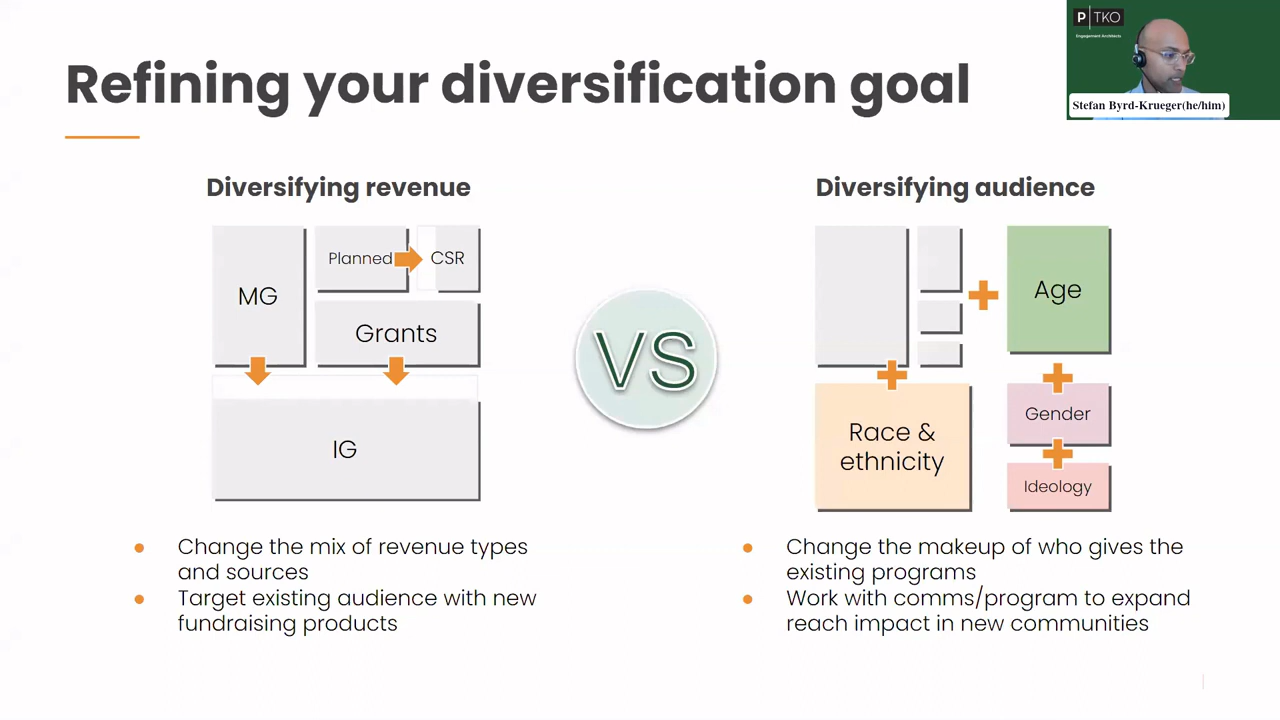 P TKO
Engagement Architects
Stefan Byrd-Krueger(he/him)
Refining your diversification goal
Diversifying revenue
MG
Planned
CSR
Grants
IG
Change the mix of revenue types
and sources
Target existing audience with new
fundraising products
VS
Diversifying audience
Age
Race &
ethnicity
Gender
Ideology
Change the makeup of who gives the
existing programs
Work with comms/program to expand
reach impact in new communities